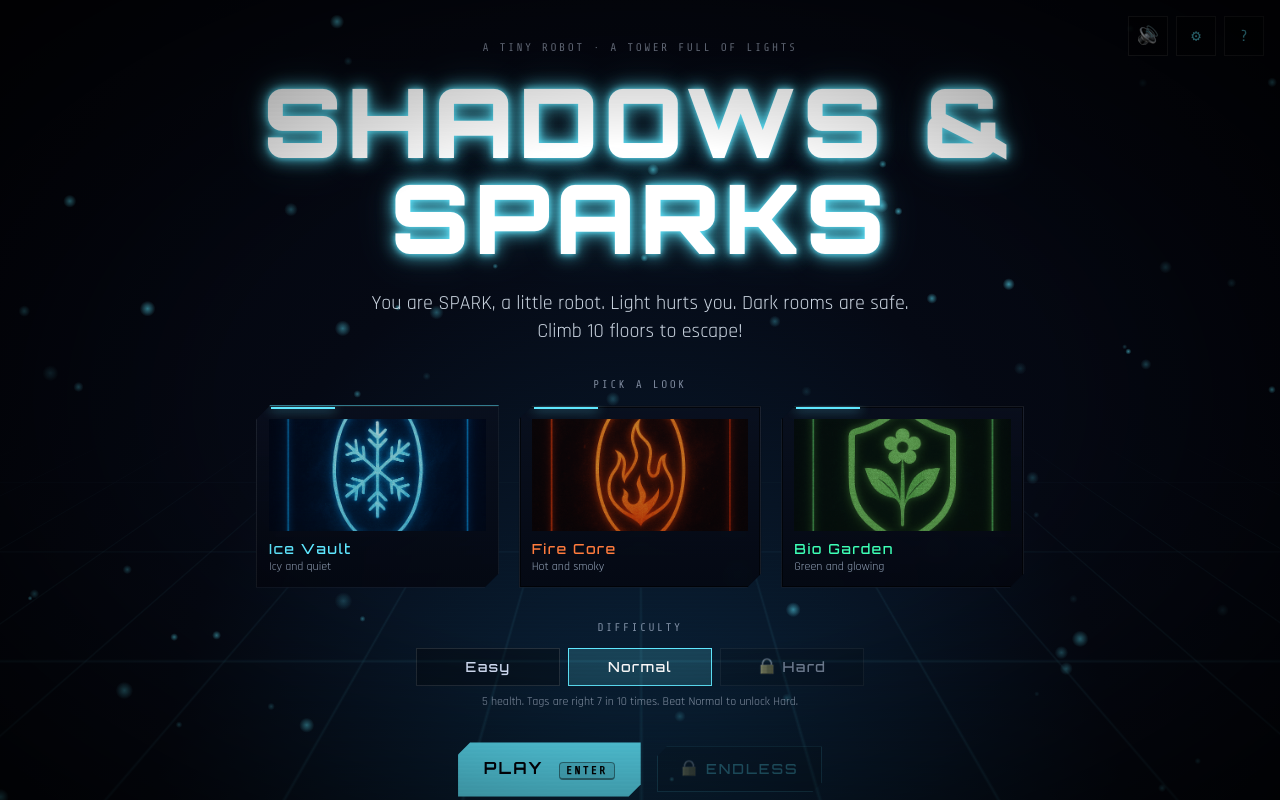 A TINY ROBOT · A TOWER FULL OF LIGHTS
?
SHADOWS &
SPARKS
You are SPARK, a little robot. Light hurts you. Dark rooms are safe.
Climb 10 floors to escape!
PICK A LOOK
Ice Vault
Icy and quiet
Fire Core
Hot and smoky
Bio Garden
Green and glowing
DIFFICULTY
Easy
Normal
Hard
5 health. Tags are right 7 in 10 times. Beat Normal to unlock Hard.
PLAY ENTER
ENDLESS